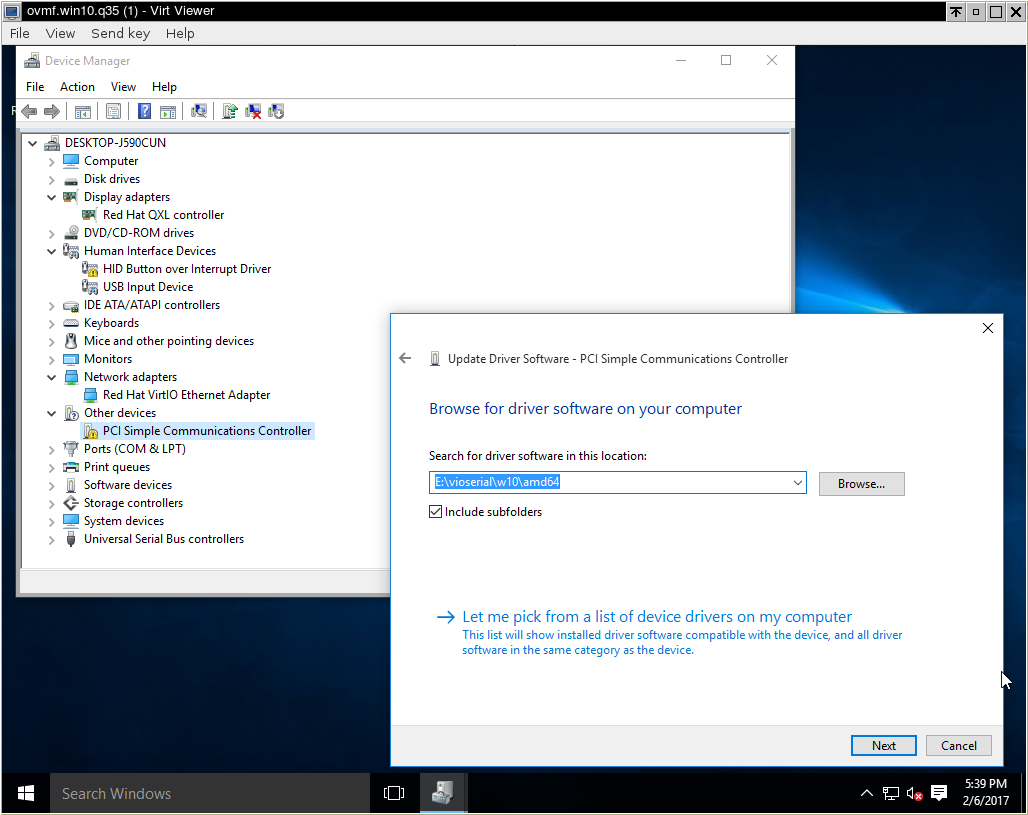 ovmf.win10.q35 (1) - Virt Viewer
File View Send key Help
Device Manager
File Action View Help
DESKTOP-J590CUN
Computer
Disk drives
Display adapters
Red Hat QXL controller
DVD/CD-ROM drives
Human Interface Devices
HID Button over Interrupt Driver
USB Input Device
IDE ATA/ATAPI controllers
Keyboards
Mice and other pointing devices
Monitors
Network adapters
Red Hat VirtIO Ethernet Adapter
Other devices
PCI Simple Communications Controller
Ports (COM & LPT)
Print queues
Software devices
Storage controllers
System devices
Universal Serial Bus controllers
Update Driver Software - PCI Simple Communications Controller
Browse for driver software on your computer
Search for driver software in this location:
E:\vioserial\w10\amd64
Browse...
Include subfolders
Let me pick from a list of device drivers on my computer
This list will show installed driver software compatible with the device, and all driver
software in the same category as the device.
Next Cancel
Search Windows
5:39 PM
2/6/2017